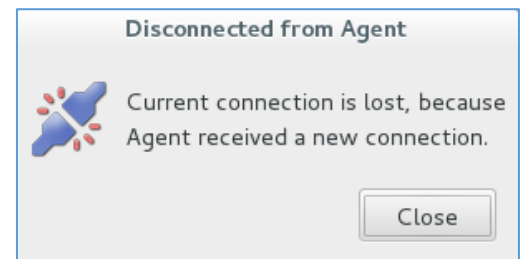 Disconnected from Agent
Current connection is lost, because
Agent received a new connection.
Close